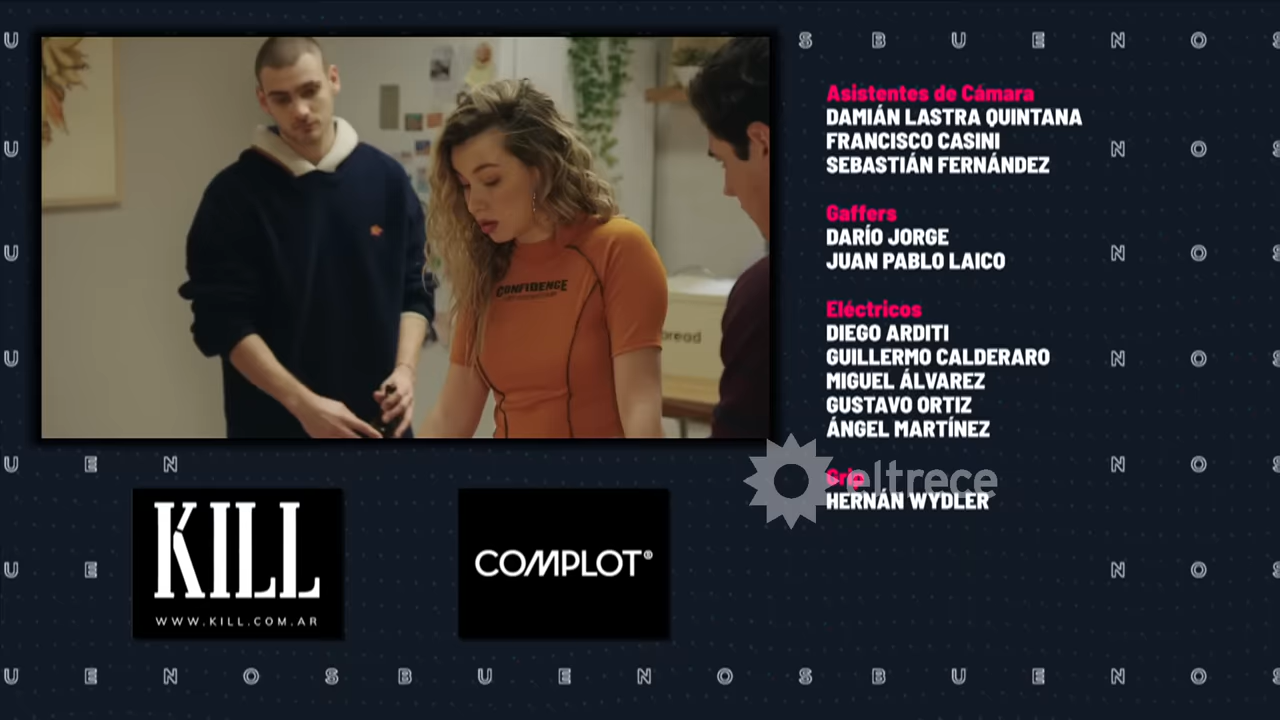 U S B U E N O S
Asistentes de Cámara
DAMIÁN LASTRA QUINTANA
FRANCISCO CASINI
SEBASTIÁN FERNÁNDEZ
U N O
Gaffers
DARÍO JORGE
JUAN PABLO LAICO
U N O S
CONFIDENCE
Eléctricos
DIEGO ARDITI
GUILLERMO CALDERARO
MIGUEL ÁLVAREZ
GUSTAVO ORTIZ
ÁNGEL MARTÍNEZ
bread
U N O S
U E N N O S
Grip
HERNÁN WYDLER
eltrece
KILL
WWW.KILL.COM.AR
COMPLOT®
U E N O S
U E N O S B U E N O S B U E N O S